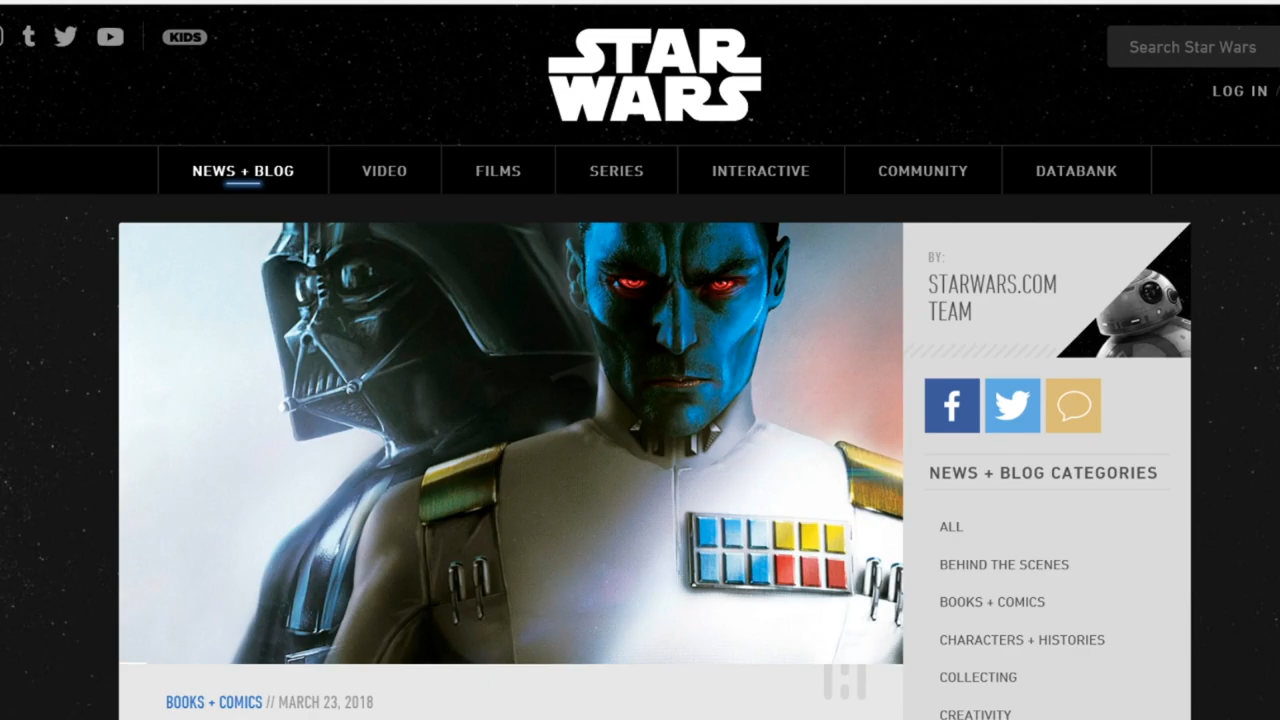 KIDS
STAR
WARS
Search Star Wars
LOG IN /
NEWS + BLOG
VIDEO
FILMS
SERIES
INTERACTIVE
COMMUNITY
DATABANK
BY:
STARWARS.COM
TEAM
NEWS + BLOG CATEGORIES
ALL
BEHIND THE SCENES
BOOKS + COMICS
CHARACTERS + HISTORIES
COLLECTING
CREATIVITY
BOOKS + COMICS // MARCH 23, 2018